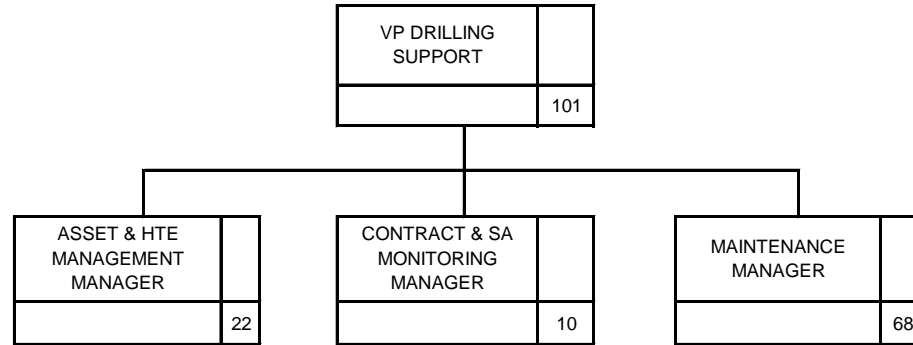 VP DRILLING
SUPPORT
101
ASSET & HTE
MANAGEMENT
MANAGER
22
CONTRACT & SA
MONITORING
MANAGER
10
MAINTENANCE
MANAGER
68